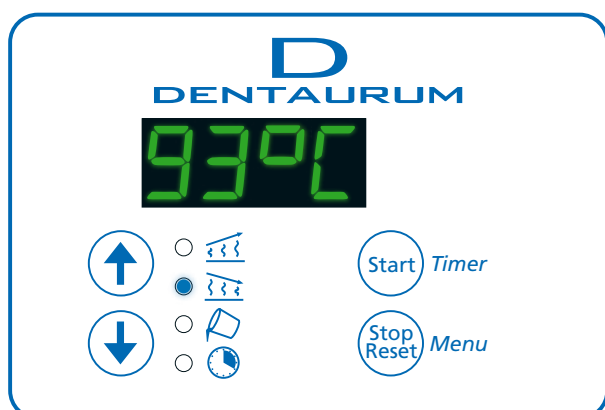 D
DENTAURUM
93°C
Start Timer
Stop
Reset Menu